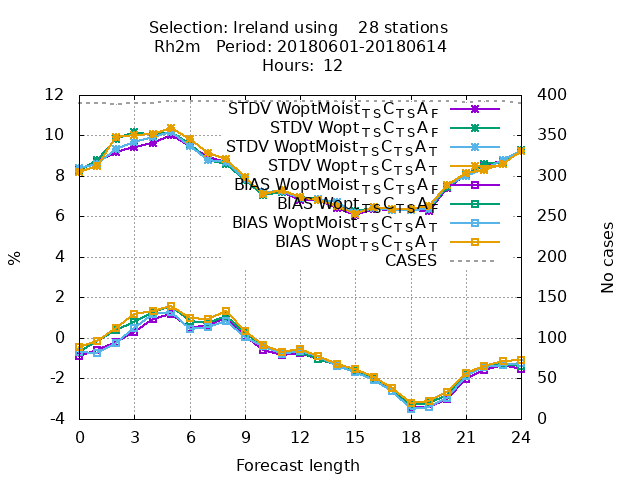 Selection: Ireland using    28 stations
Rh2m   Period: 20180601-20180614
Hours:  12
12 400
STDV WoptMoist_TS C_TS A_F
10 350
STDV Wopt_TS C_TS A_F
STDV WoptMoist_TS C_TS A_T
STDV Wopt_TS C_TS A_T
8 300
BIAS WoptMoist_TS C_TS A_F
BIAS Wopt_TS C_TS A_F
6 250
BIAS WoptMoist_TS C_TS A_T
BIAS Wopt_TS C_TS A_T
4 200
CASES
% No cases
2 150
0 100
-2 50
-4 0
0 3 6 9 12 15 18 21 24
Forecast length